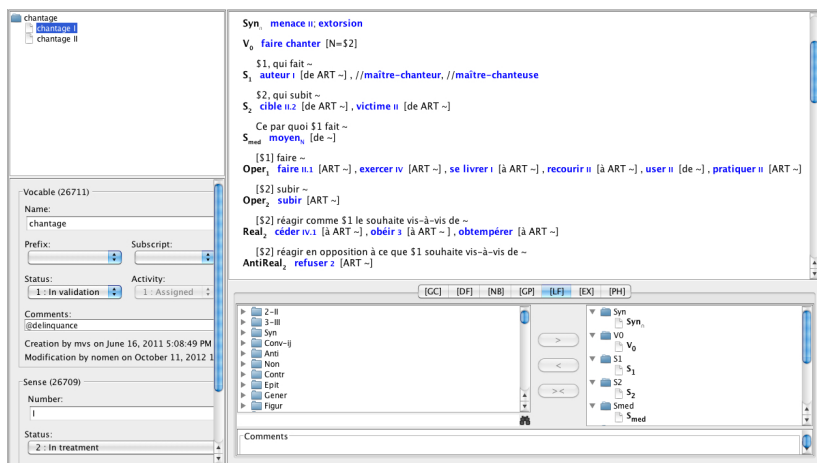 chantage
chantage I
chantage II
Vocable (26711)
Name:
chantage
Prefix:
Subscript:
Status:
Activity:
1 : In validation
1 : Assigned
Comments:
@delinquance
Creation by mvs on June 16, 2011 5:08:49 PM
Modification by nomen on October 11, 2012 1
Sense (26709)
Number:
I
Status:
2 : In treatment
Syn∩ menace II; extorsion
V₀ faire chanter [N=$2]
$1, qui fait ~
S₁ auteur I [de ART ~] , //maître-chanteur, //maître-chanteuse
$2, qui subit ~
S₂ cible II.2 [de ART ~] , victime II [de ART ~]
Ce par quoi $1 fait ~
Smed moyenN [de ~]
[$1] faire ~
Oper₁ faire II.1 [ART ~] , exercer IV [ART ~] , se livrer I [à ART ~] , recourir II [à ART ~] , user II [de ~] , pratiquer II [ART ~]
[$2] subir ~
Oper₂ subir [ART ~]
[$2] réagir comme $1 le souhaite vis-à-vis de ~
Real₂ céder IV.1 [à ART ~] , obéir 3 [à ART ~ ] , obtempérer [à ART ~]
[$2] réagir en opposition à ce que $1 souhaite vis-à-vis de ~
AntiReal₂ refuser 2 [ART ~]
[GC] [DF] [NB] [GP] [LF] [EX] [PH]
2-II
3-III
Syn
Conv-ij
Anti
Non
Contr
Epit
Gener
Figur
>
<
><
Syn
Syn∩
V0
V₀
S1
S₁
S2
S₂
Smed
Smed
Comments